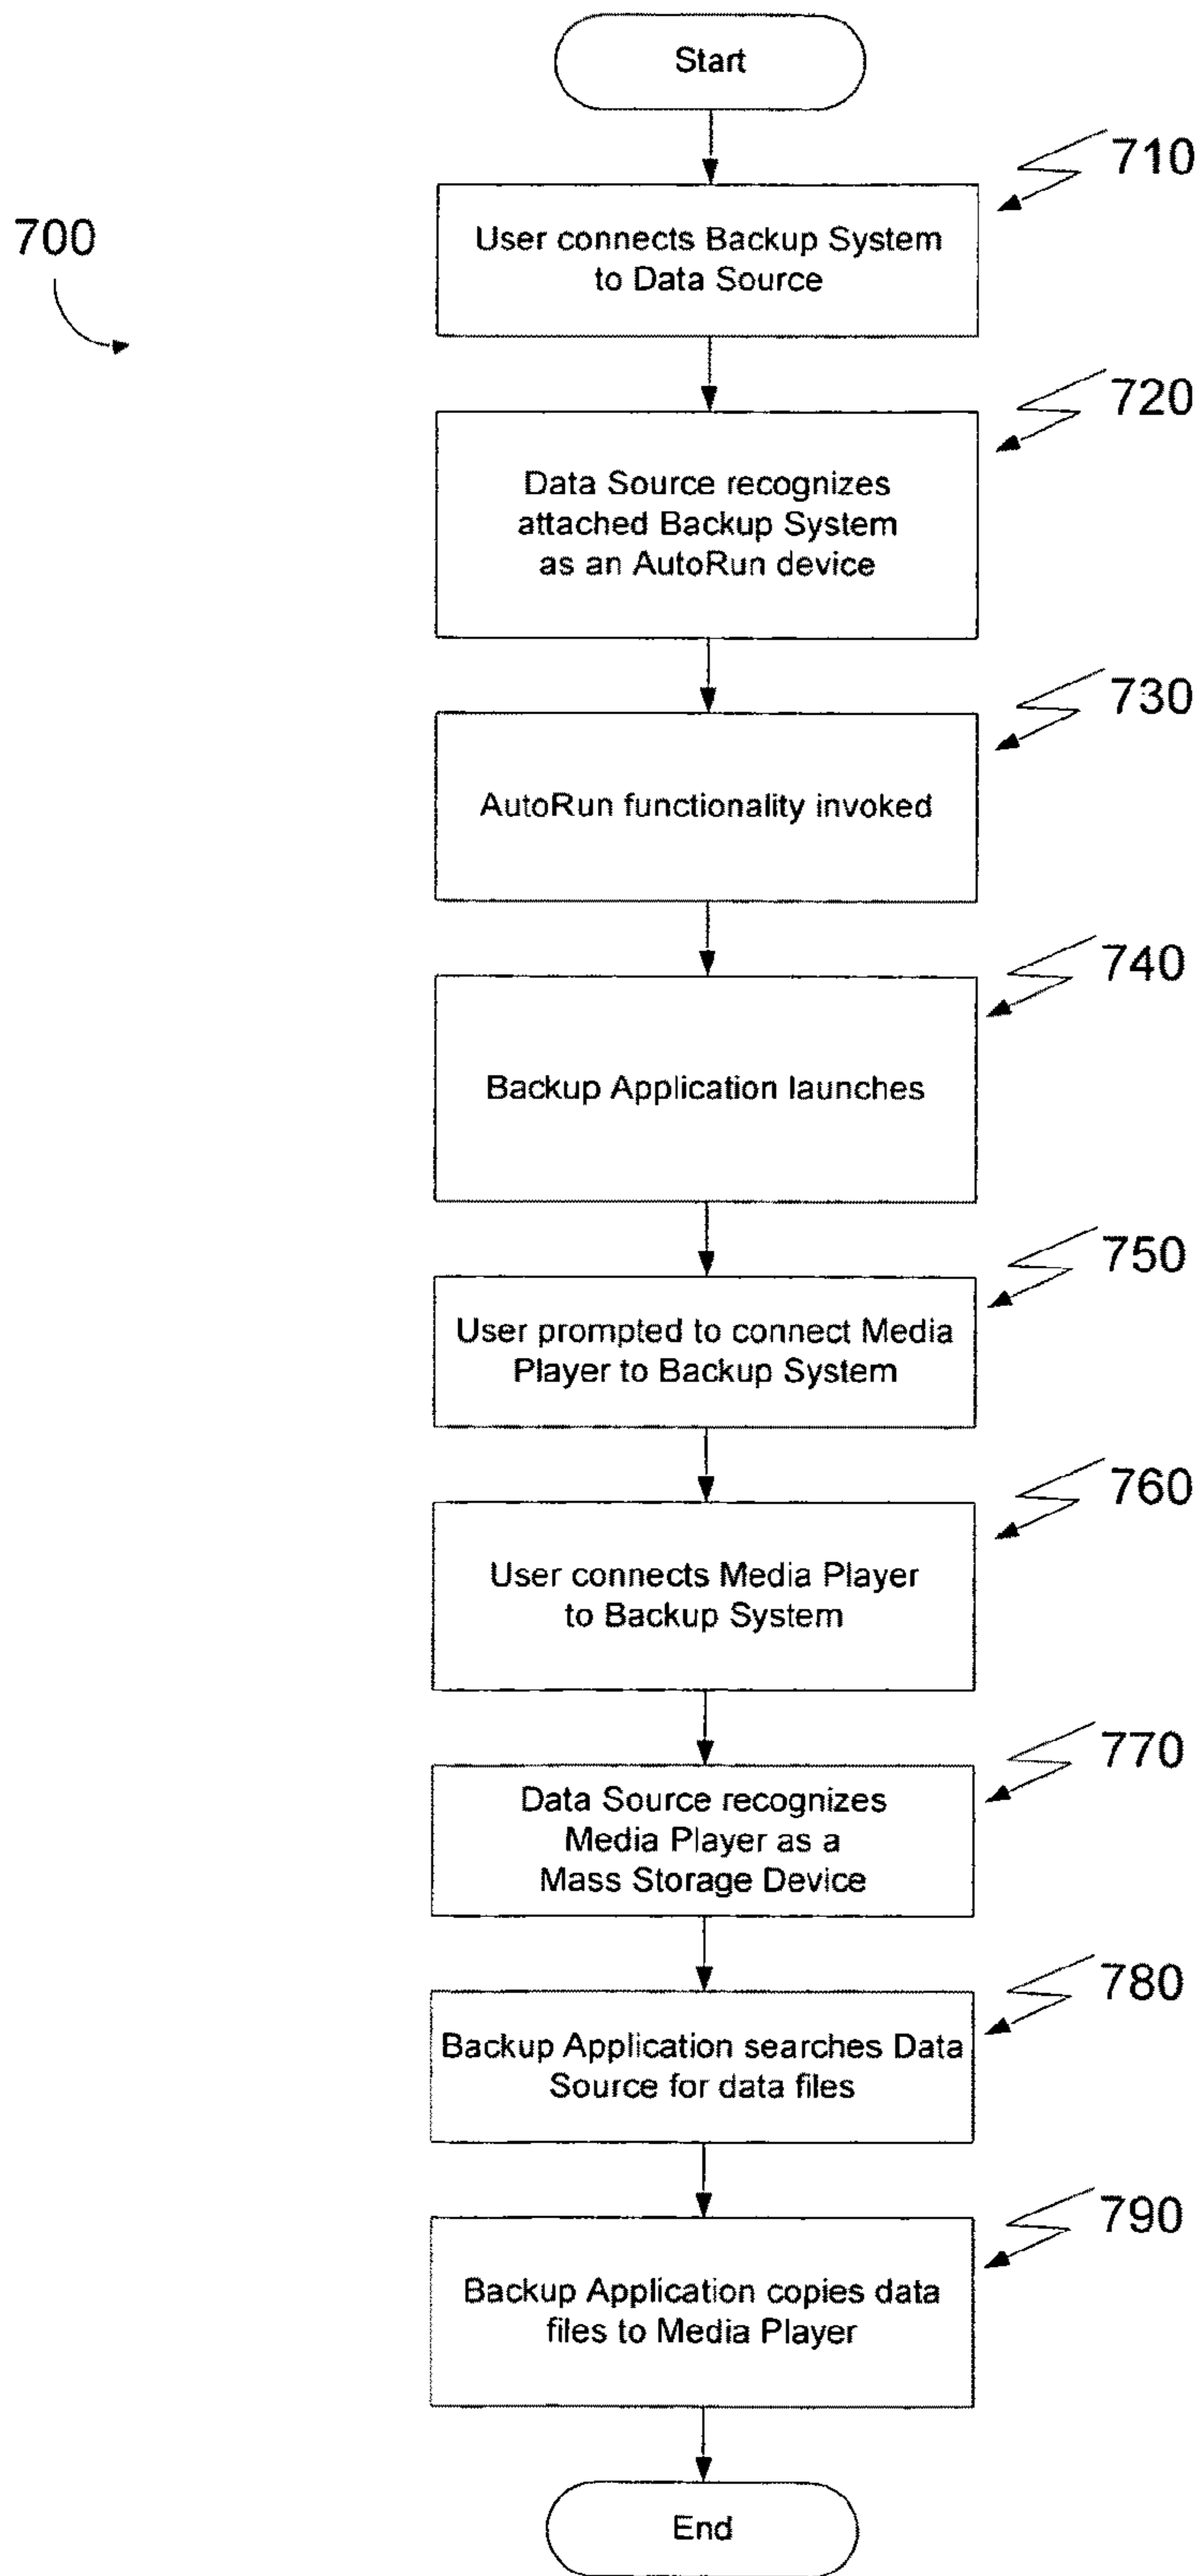 Start
710
700
User connects Backup System
to Data Source
720
Data Source recognizes
attached Backup System
as an AutoRun device
730
AutoRun functionality invoked
740
Backup Application launches
750
User prompted to connect Media
Player to Backup System
760
User connects Media Player
to Backup System
770
Data Source recognizes
Media Player as a
Mass Storage Device
780
Backup Application searches Data
Source for data files
790
Backup Application copies data
files to Media Player
End